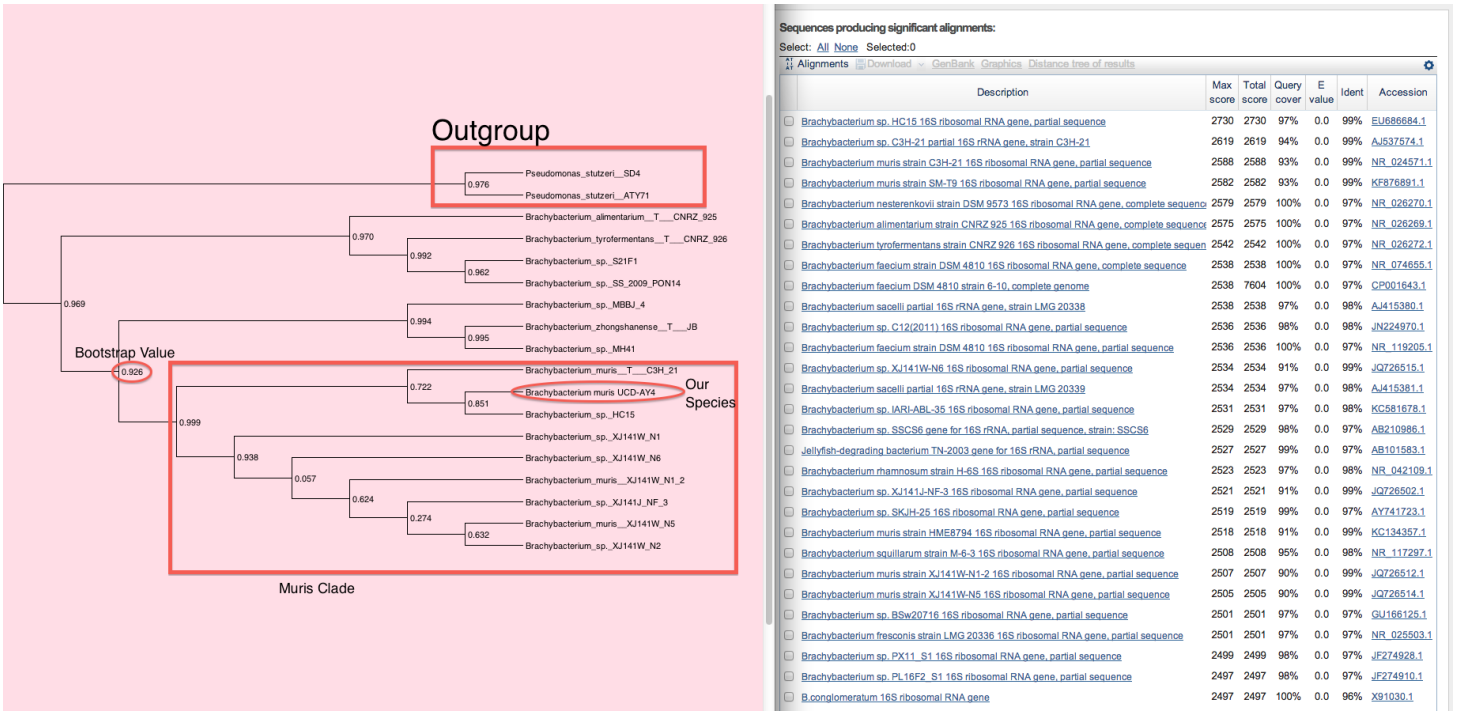 Outgroup
Pseudomonas_stutzeri__SD4
0.976
Pseudomonas_stutzeri__ATY71
Brachybacterium_alimentarium__T___CNRZ_925
0.970
Brachybacterium_tyrofermentans__T___CNRZ_926
0.992
Brachybacterium_sp._S21F1
0.962
Brachybacterium_sp._SS_2009_PON14
0.969
Brachybacterium_sp._MBBJ_4
0.994
Brachybacterium_zhongshanense__T___JB
0.995
Brachybacterium_sp._MH41
Bootstrap Value
0.926
Brachybacterium_muris__T___C3H_21
0.722
Brachybacterium muris UCD-AY4
Our
Species
0.851
Brachybacterium_sp._HC15
0.999
Brachybacterium_sp._XJ141W_N1
0.938
Brachybacterium_sp._XJ141W_N6
0.057
Brachybacterium_muris__XJ141W_N1_2
0.624
Brachybacterium_sp._XJ141J_NF_3
0.274
Brachybacterium_muris__XJ141W_N5
0.632
Brachybacterium_sp._XJ141W_N2
Muris Clade
Sequences producing significant alignments:
Select: All None Selected:0
Alignments Download GenBank Graphics Distance tree of results
Description Max score Total score Query cover E value Ident Accession
Brachybacterium sp. HC15 16S ribosomal RNA gene, partial sequence 2730 2730 97% 0.0 99% EU686684.1
Brachybacterium sp. C3H-21 partial 16S rRNA gene, strain C3H-21 2619 2619 94% 0.0 99% AJ537574.1
Brachybacterium muris strain C3H-21 16S ribosomal RNA gene, partial sequence 2588 2588 93% 0.0 99% NR_024571.1
Brachybacterium muris strain SM-T9 16S ribosomal RNA gene, partial sequence 2582 2582 93% 0.0 99% KF876891.1
Brachybacterium nesterenkovii strain DSM 9573 16S ribosomal RNA gene, complete sequenc 2579 2579 100% 0.0 97% NR_026270.1
Brachybacterium alimentarium strain CNRZ 925 16S ribosomal RNA gene, complete sequence 2575 2575 100% 0.0 97% NR_026269.1
Brachybacterium tyrofermentans strain CNRZ 926 16S ribosomal RNA gene, complete sequen 2542 2542 100% 0.0 97% NR_026272.1
Brachybacterium faecium strain DSM 4810 16S ribosomal RNA gene, complete sequence 2538 2538 100% 0.0 97% NR_074655.1
Brachybacterium faecium DSM 4810 strain 6-10, complete genome 2538 7604 100% 0.0 97% CP001643.1
Brachybacterium sacelli partial 16S rRNA gene, strain LMG 20338 2538 2538 97% 0.0 98% AJ415380.1
Brachybacterium sp. C12(2011) 16S ribosomal RNA gene, partial sequence 2536 2536 98% 0.0 98% JN224970.1
Brachybacterium faecium strain DSM 4810 16S ribosomal RNA gene, partial sequence 2536 2536 100% 0.0 97% NR_119205.1
Brachybacterium sp. XJ141W-N6 16S ribosomal RNA gene, partial sequence 2534 2534 91% 0.0 99% JQ726515.1
Brachybacterium sacelli partial 16S rRNA gene, strain LMG 20339 2534 2534 97% 0.0 98% AJ415381.1
Brachybacterium sp. IARI-ABL-35 16S ribosomal RNA gene, partial sequence 2531 2531 97% 0.0 98% KC581678.1
Brachybacterium sp. SSCS6 gene for 16S rRNA, partial sequence, strain: SSCS6 2529 2529 98% 0.0 98% AB210986.1
Jellyfish-degrading bacterium TN-2003 gene for 16S rRNA, partial sequence 2527 2527 99% 0.0 97% AB101583.1
Brachybacterium rhamnosum strain H-6S 16S ribosomal RNA gene, partial sequence 2523 2523 97% 0.0 98% NR_042109.1
Brachybacterium sp. XJ141J-NF-3 16S ribosomal RNA gene, partial sequence 2521 2521 91% 0.0 99% JQ726502.1
Brachybacterium sp. SKJH-25 16S ribosomal RNA gene, partial sequence 2519 2519 99% 0.0 97% AY741723.1
Brachybacterium muris strain HME8794 16S ribosomal RNA gene, partial sequence 2518 2518 91% 0.0 99% KC134357.1
Brachybacterium squillarum strain M-6-3 16S ribosomal RNA gene, partial sequence 2508 2508 95% 0.0 98% NR_117297.1
Brachybacterium muris strain XJ141W-N1-2 16S ribosomal RNA gene, partial sequence 2507 2507 90% 0.0 99% JQ726512.1
Brachybacterium muris strain XJ141W-N5 16S ribosomal RNA gene, partial sequence 2505 2505 90% 0.0 99% JQ726514.1
Brachybacterium sp. BSw20716 16S ribosomal RNA gene, partial sequence 2501 2501 97% 0.0 97% GU166125.1
Brachybacterium fresconis strain LMG 20336 16S ribosomal RNA gene, partial sequence 2501 2501 97% 0.0 97% NR_025503.1
Brachybacterium sp. PX11_S1 16S ribosomal RNA gene, partial sequence 2499 2499 98% 0.0 97% JF274928.1
Brachybacterium sp. PL16F2_S1 16S ribosomal RNA gene, partial sequence 2497 2497 98% 0.0 97% JF274910.1
B.conglomeratum 16S ribosomal RNA gene 2497 2497 100% 0.0 96% X91030.1